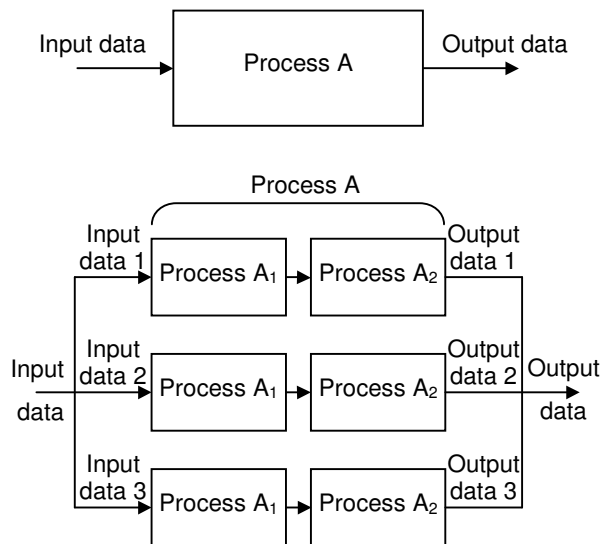 Input data
Process A
Output data
Process A
Input
data 1
Process A₁
Process A₂
Output
data 1
Input
data 2
Process A₁
Process A₂
Output
data 2
Input
data
Output
data
Input
data 3
Process A₁
Process A₂
Output
data 3